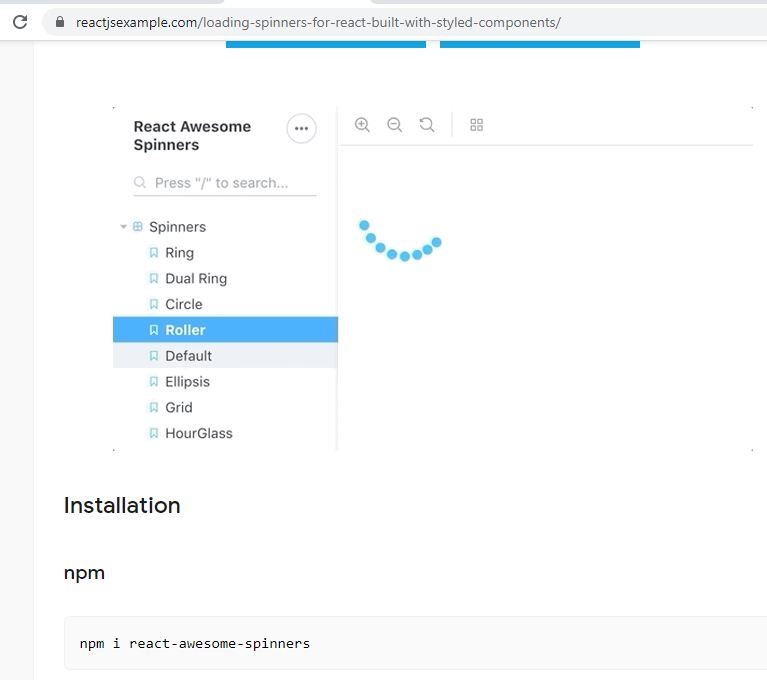 reactjsexample.com/loading-spinners-for-react-built-with-styled-components/
React Awesome
Spinners
Press "/" to search...
Spinners
Ring
Dual Ring
Circle
Roller
Default
Ellipsis
Grid
HourGlass
Installation
npm
npm i react-awesome-spinners